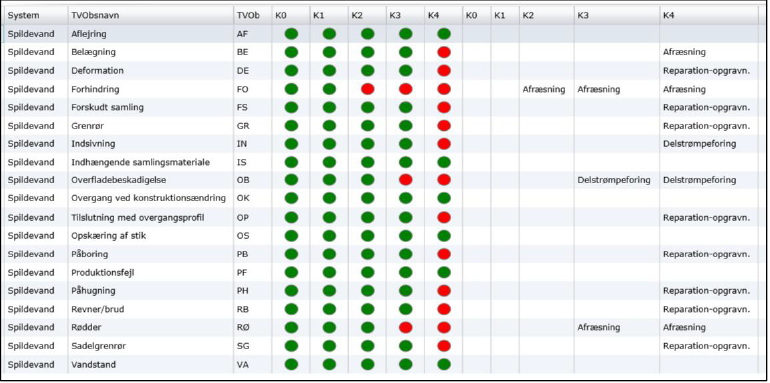 System TVObsnavn TVOb K0 K1 K2 K3 K4 K0 K1 K2 K3 K4
Spildevand Aflejring AF
Spildevand Belægning BE Afræsning
Spildevand Deformation DE Reparation-opgravn.
Spildevand Forhindring FO Afræsning Afræsning Afræsning
Spildevand Forskudt samling FS Reparation-opgravn.
Spildevand Grenrør GR Reparation-opgravn.
Spildevand Indsivning IN Delstrømpeforing
Spildevand Indhængende samlingsmateriale IS
Spildevand Overfladebeskadigelse OB Delstrømpeforing Delstrømpeforing
Spildevand Overgang ved konstruktionsændring OK
Spildevand Tilslutning med overgangsprofil OP Reparation-opgravn.
Spildevand Opskæring af stik OS
Spildevand Påboring PB Reparation-opgravn.
Spildevand Produktionsfejl PF
Spildevand Påhugning PH Reparation-opgravn.
Spildevand Revner/brud RB Reparation-opgravn.
Spildevand Rødder RØ Afræsning Afræsning
Spildevand Sadelgrenrør SG Reparation-opgravn.
Spildevand Vandstand VA